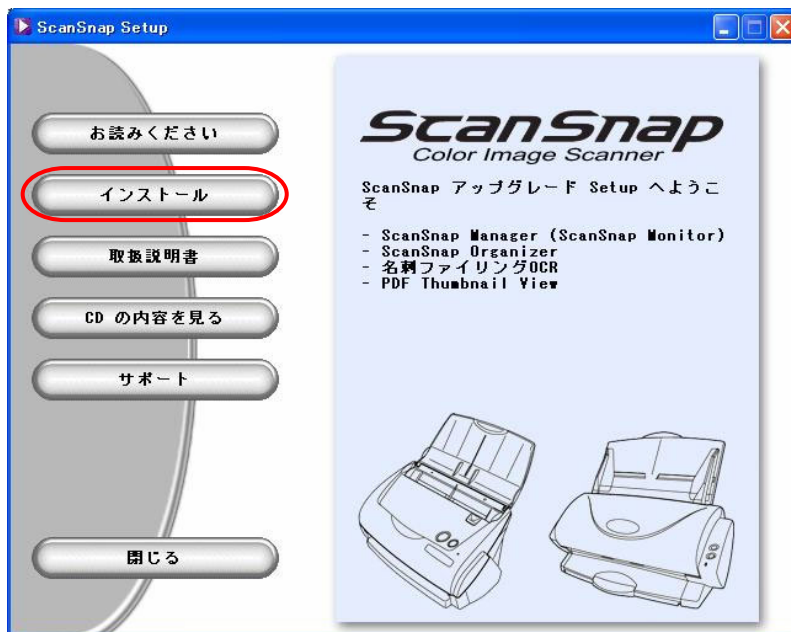 ScanSnap Setup
お読みください
インストール
取扱説明書
CD の内容を見る
サポート
閉じる
ScanSnap
Color Image Scanner
ScanSnap アップグレード Setup へようこ
そ
- ScanSnap Manager (ScanSnap Monitor)
- ScanSnap Organizer
- 名刺ファイリングOCR
- PDF Thumbnail View